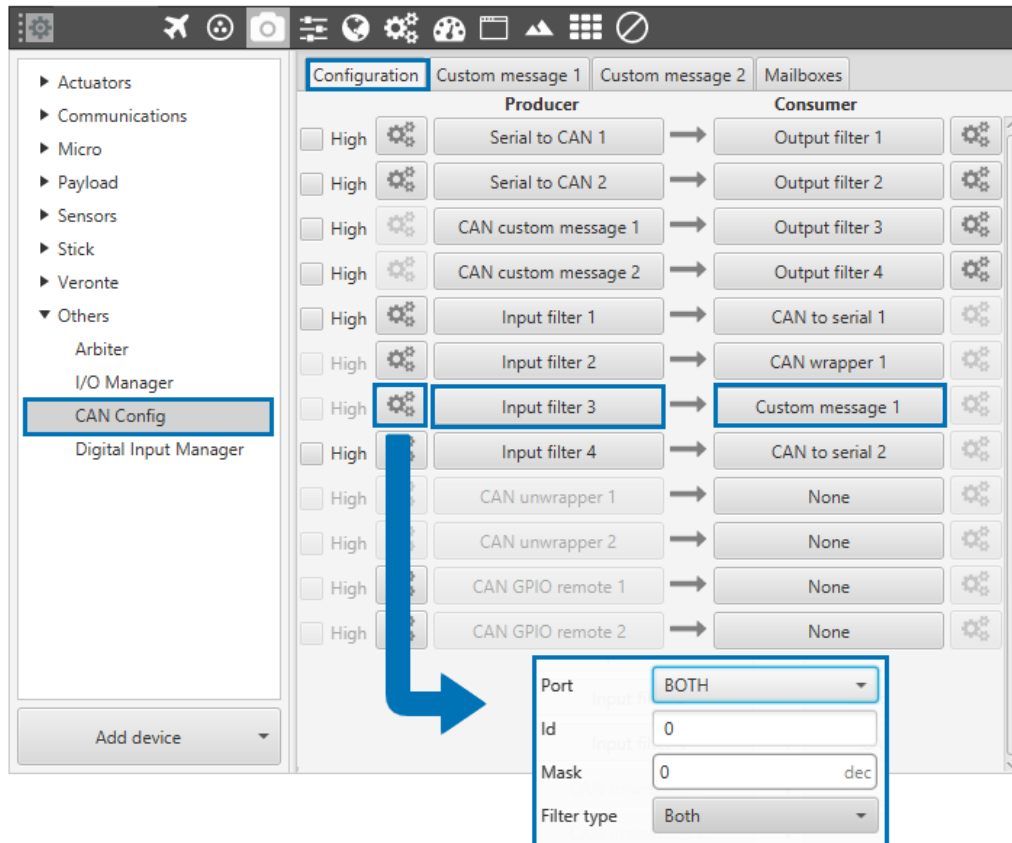 Configuration Custom message 1 Custom message 2 Mailboxes
Actuators
Communications
Micro
Payload
Sensors
Stick
Veronte
Others
Arbiter
I/O Manager
CAN Config
Digital Input Manager
Add device
Producer Consumer
High Serial to CAN 1 Output filter 1
High Serial to CAN 2 Output filter 2
High CAN custom message 1 Output filter 3
High CAN custom message 2 Output filter 4
High Input filter 1 CAN to serial 1
High Input filter 2 CAN wrapper 1
High Input filter 3 Custom message 1
High Input filter 4 CAN to serial 2
High CAN unwrapper 1 None
High CAN unwrapper 2 None
High CAN GPIO remote 1 None
High CAN GPIO remote 2 None
Port BOTH
Id 0
Mask 0 dec
Filter type Both